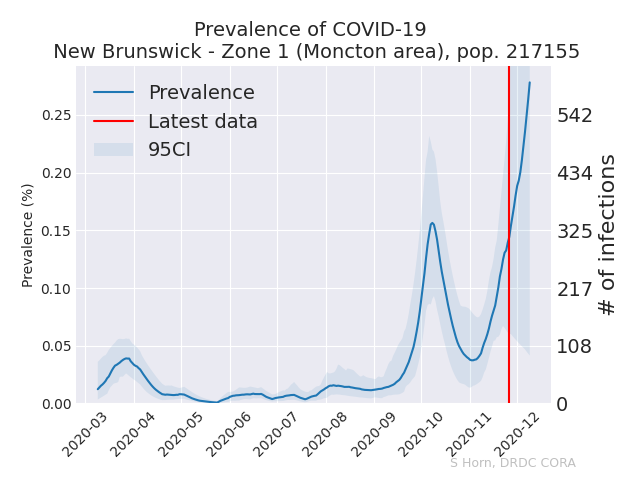 Prevalence of COVID-19
New Brunswick - Zone 1 (Moncton area), pop. 217155
Prevalence
Latest data
95CI
Prevalence (%)
0.25
0.20
0.15
0.10
0.05
0.00
542
434
325
217
108
0
# of infections
2020-03
2020-04
2020-05
2020-06
2020-07
2020-08
2020-09
2020-10
2020-11
2020-12
S Horn, DRDC CORA